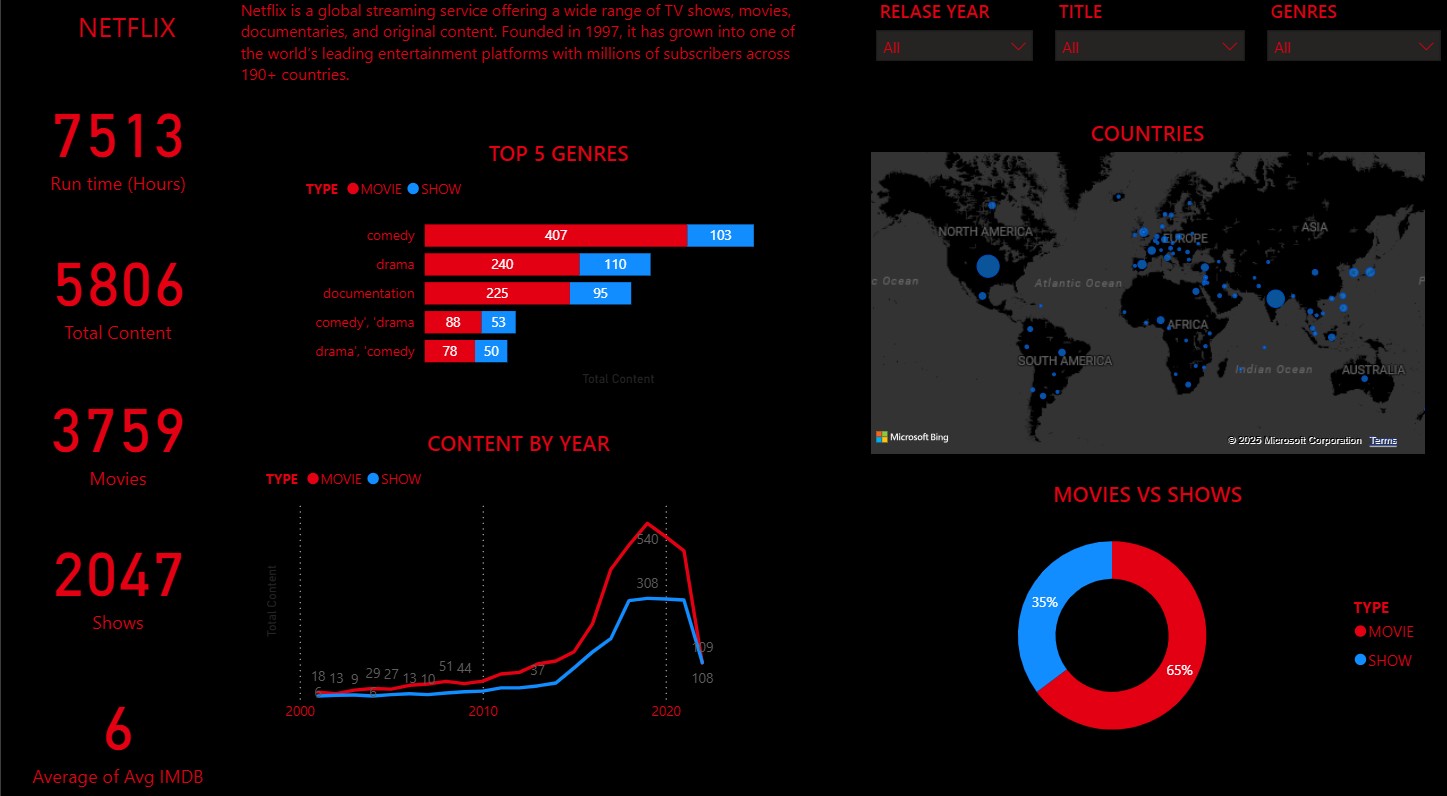 NETFLIX
Netflix is a global streaming service offering a wide range of TV shows, movies,
documentaries, and original content. Founded in 1997, it has grown into one of
the world's leading entertainment platforms with millions of subscribers across
190+ countries.
RELASE YEAR
All
TITLE
All
GENRES
All
7513
Run time (Hours)
5806
Total Content
3759
Movies
2047
Shows
6
Average of Avg IMDB
TOP 5 GENRES
TYPE MOVIE SHOW
comedy 407 103
drama 240 110
documentation 225 95
comedy', 'drama 88 53
drama', 'comedy 78 50
Total Content
CONTENT BY YEAR
TYPE MOVIE SHOW
Total Content
540
308
109
108
51 44
37
18 13 9 29 27 13 10
6
2000 2010 2020
COUNTRIES
NORTH AMERICA
EUROPE
ASIA
c Ocean
Atlantic Ocean
AFRICA
SOUTH AMERICA
Indian Ocean
AUSTRALIA
Microsoft Bing
© 2025 Microsoft Corporation Terms
MOVIES VS SHOWS
35%
65%
TYPE
MOVIE
SHOW